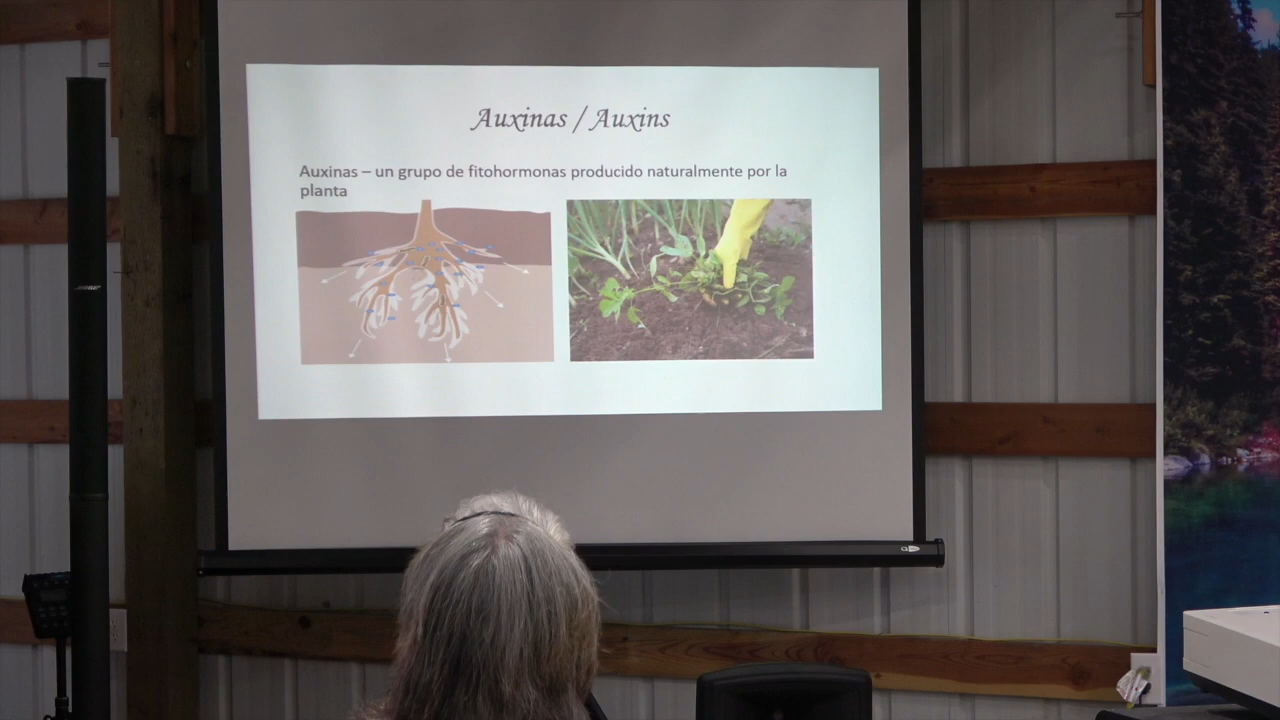 Auxinas / Auxins
Auxinas – un grupo de fitohormonas producido naturalmente por la
planta